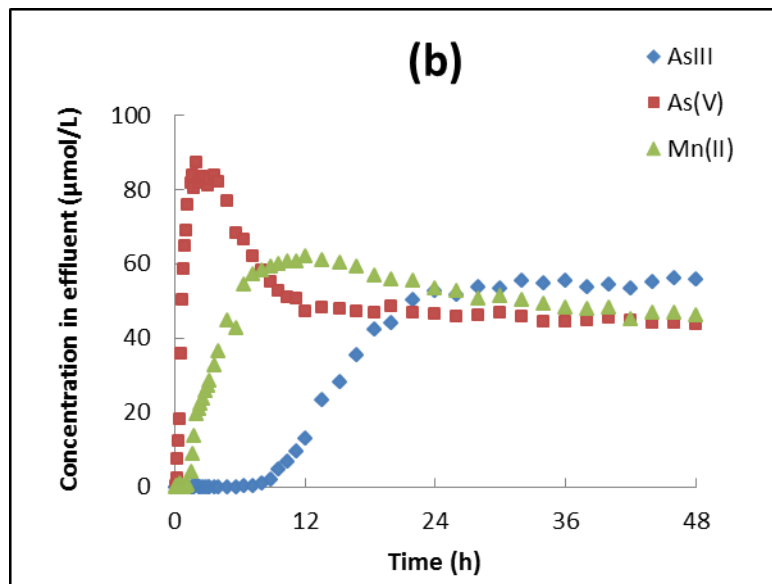 (b)
AsIII
As(V)
Mn(II)
Concentration in effluent (µmol/L)
100
80
60
40
20
0
0 12 24 36 48
Time (h)